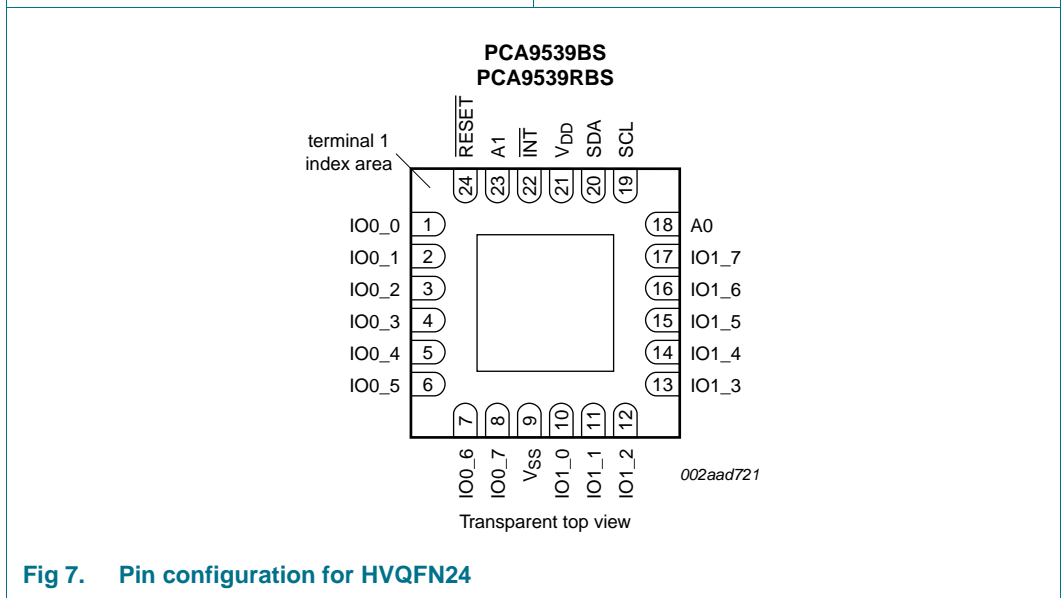 PCA9539BS
PCA9539RBS
terminal 1
index area
RESET
A1
INT
VDD
SDA
SCL
24
23
22
21
20
19
IO0_0 1
IO0_1 2
IO0_2 3
IO0_3 4
IO0_4 5
IO0_5 6
18 A0
17 IO1_7
16 IO1_6
15 IO1_5
14 IO1_4
13 IO1_3
7
8
9
10
11
12
IO0_6
IO0_7
VSS
IO1_0
IO1_1
IO1_2
002aad721
Transparent top view
Fig 7. Pin configuration for HVQFN24